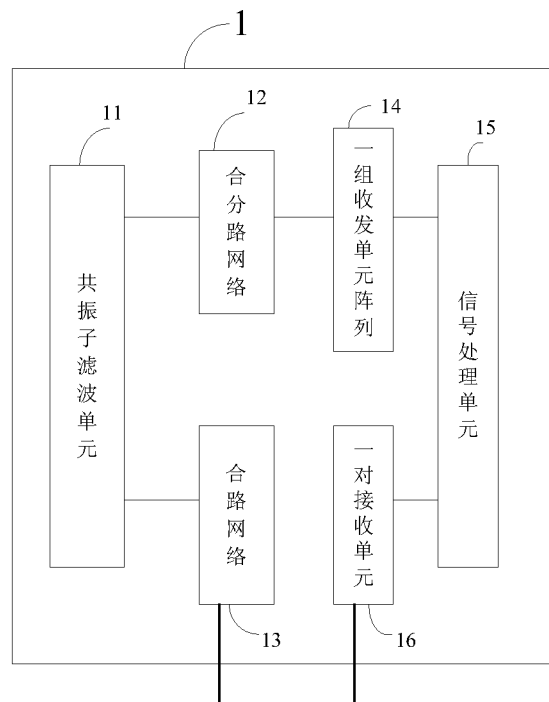 1
11
12
14
15
共振子滤波单元
合分路网络
一组收发单元阵列
信号处理单元
合路网络
一对接收单元
13
16